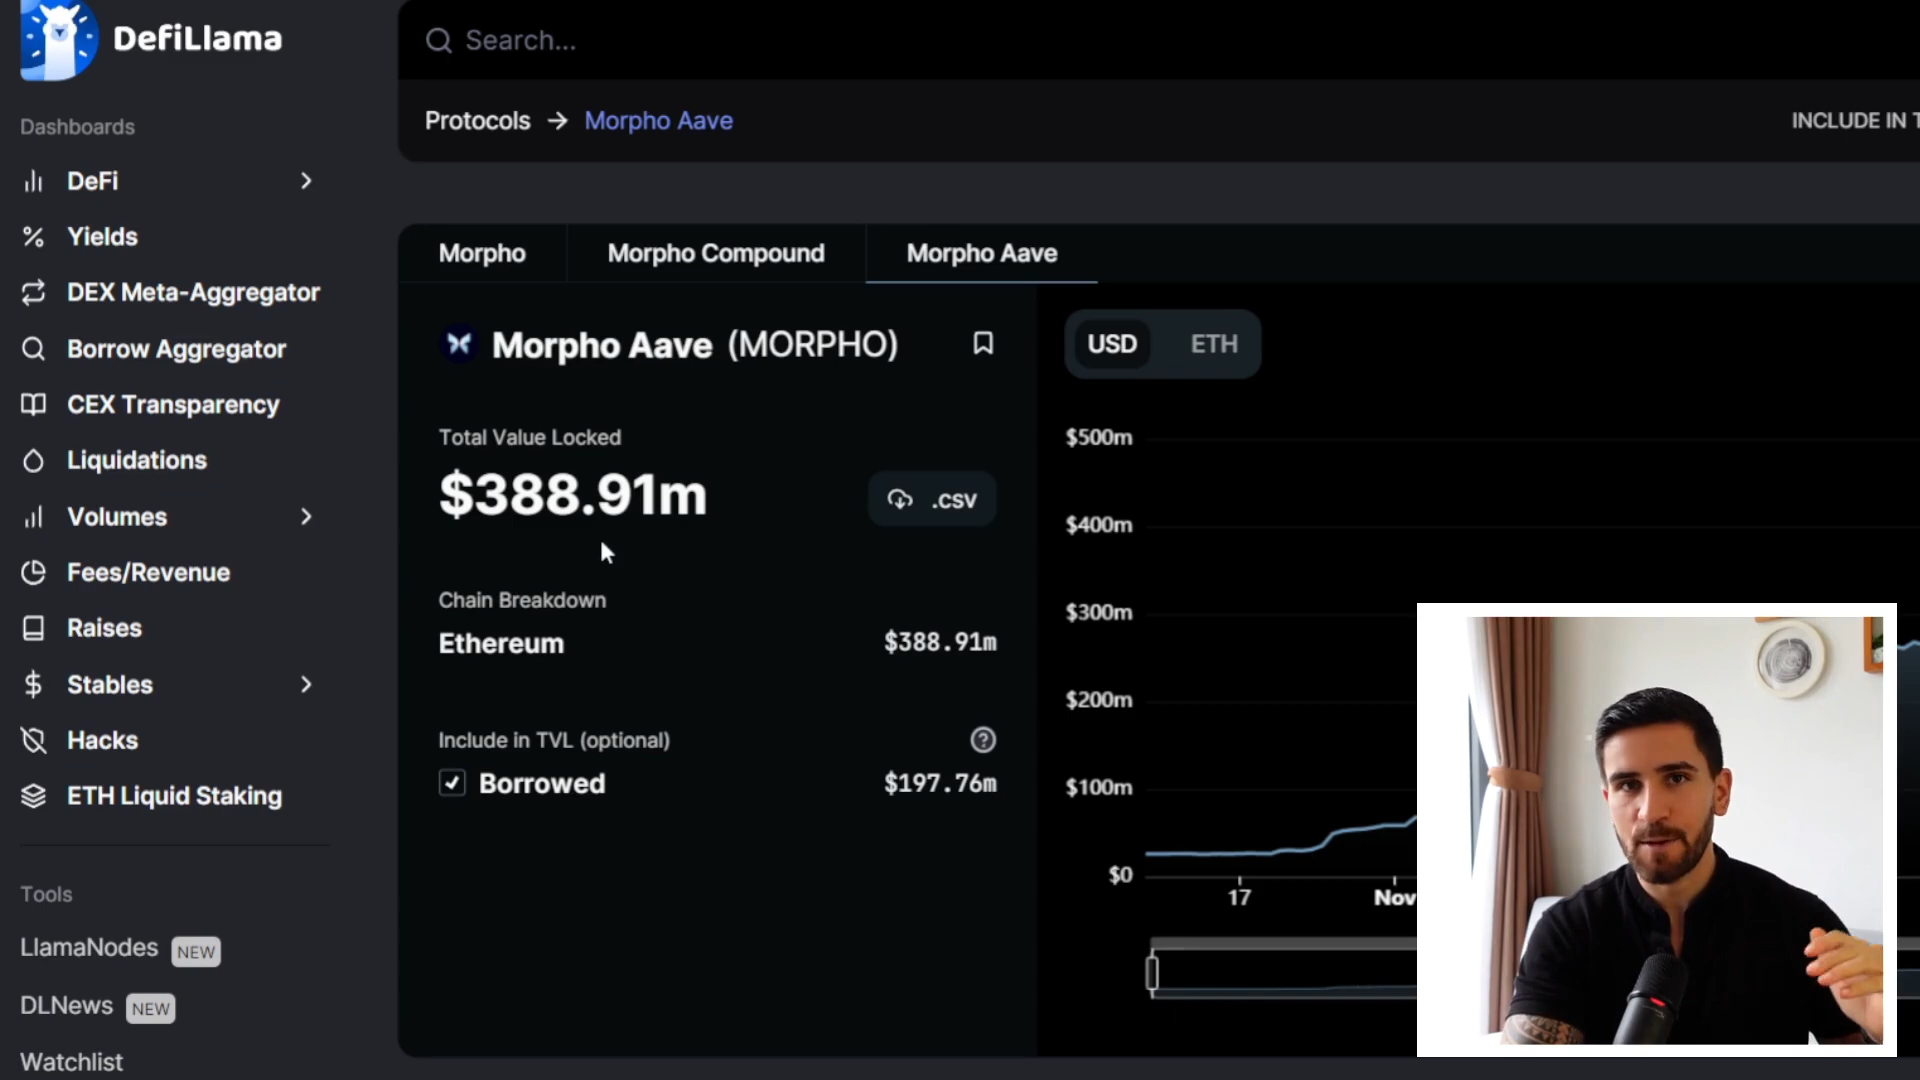 DefiLlama
Search...
Protocols → Morpho Aave
INCLUDE IN T
Dashboards
DeFi
Yields
DEX Meta-Aggregator
Borrow Aggregator
CEX Transparency
Liquidations
Volumes
Fees/Revenue
Raises
Stables
Hacks
ETH Liquid Staking
Tools
LlamaNodes NEW
DLNews NEW
Watchlist
Morpho
Morpho Compound
Morpho Aave
Morpho Aave (MORPHO)
Total Value Locked
$388.91m
.csv
Chain Breakdown
Ethereum $388.91m
Include in TVL (optional)
Borrowed $197.76m
USD ETH
$500m
$400m
$300m
$200m
$100m
$0
17 Nov